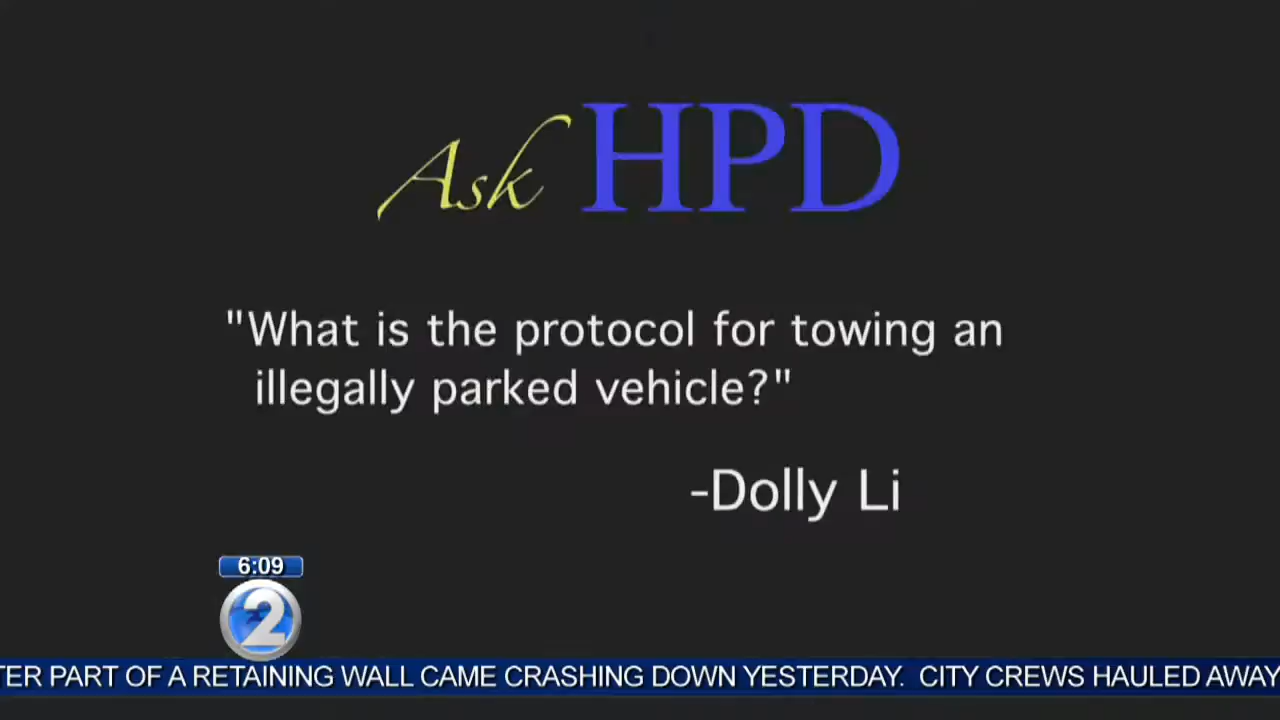 Ask HPD
"What is the protocol for towing an
illegally parked vehicle?"
-Dolly Li
6:09
2
TER PART OF A RETAINING WALL CAME CRASHING DOWN YESTERDAY. CITY CREWS HAULED AWAY